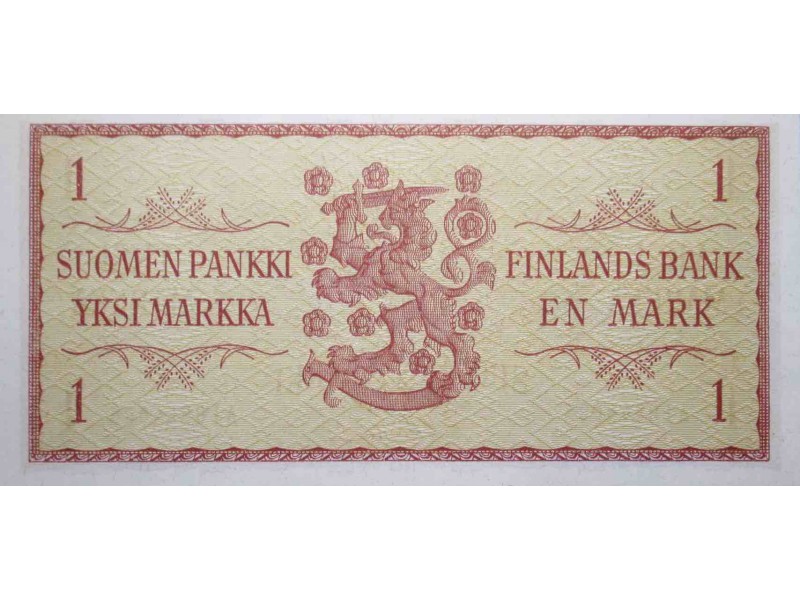 1
1
SUOMEN PANKKI
YKSI MARKKA
FINLANDS BANK
EN MARK
1
1